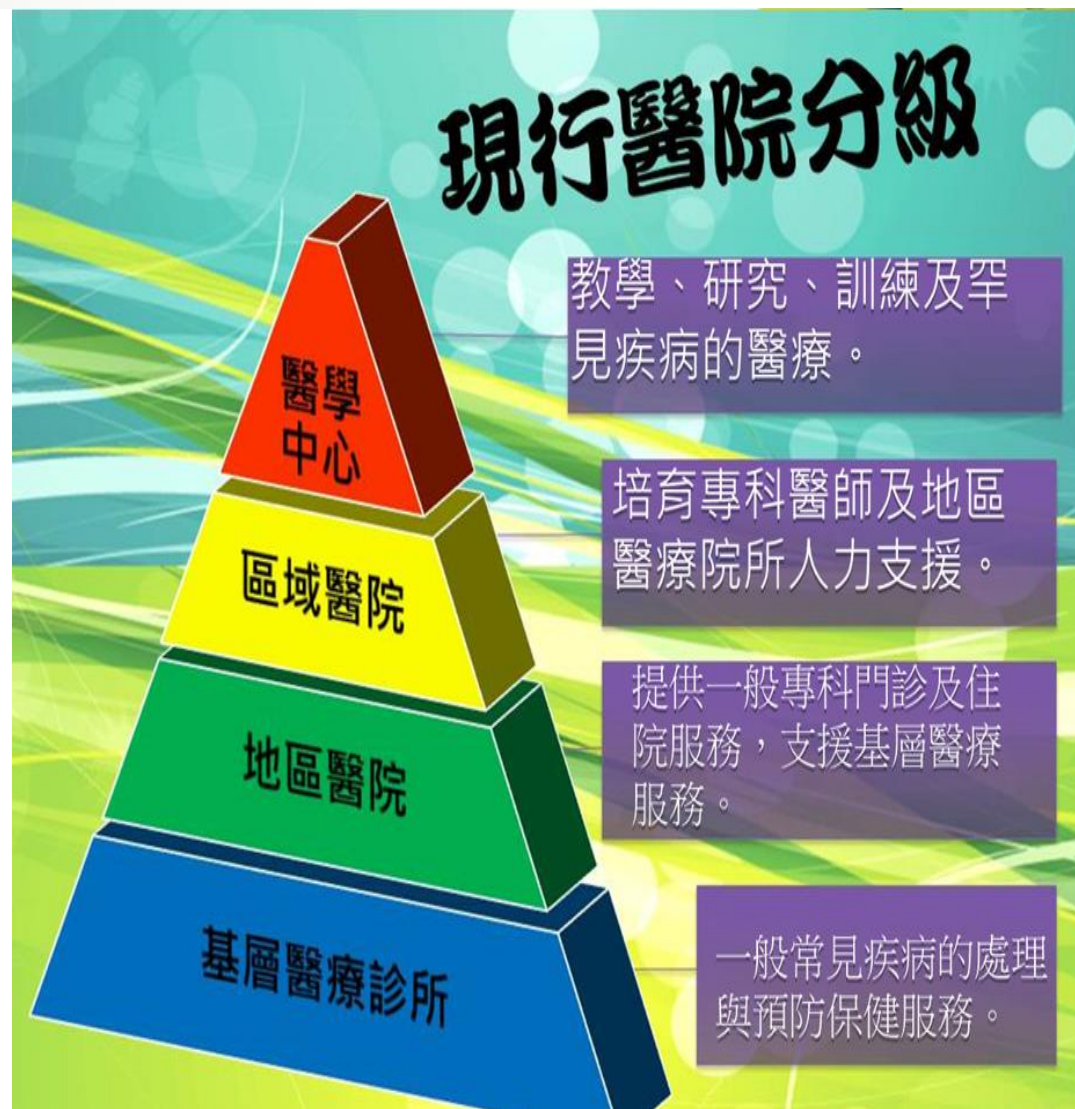 現行醫院分級
醫學
中心
教學、研究、訓練及罕
見疾病的醫療。
區域醫院
培育專科醫師及地區
醫療院所人力支援。
地區醫院
提供一般專科門診及住
院服務，支援基層醫療
服務。
基層醫療診所
一般常見疾病的處理
與預防保健服務。